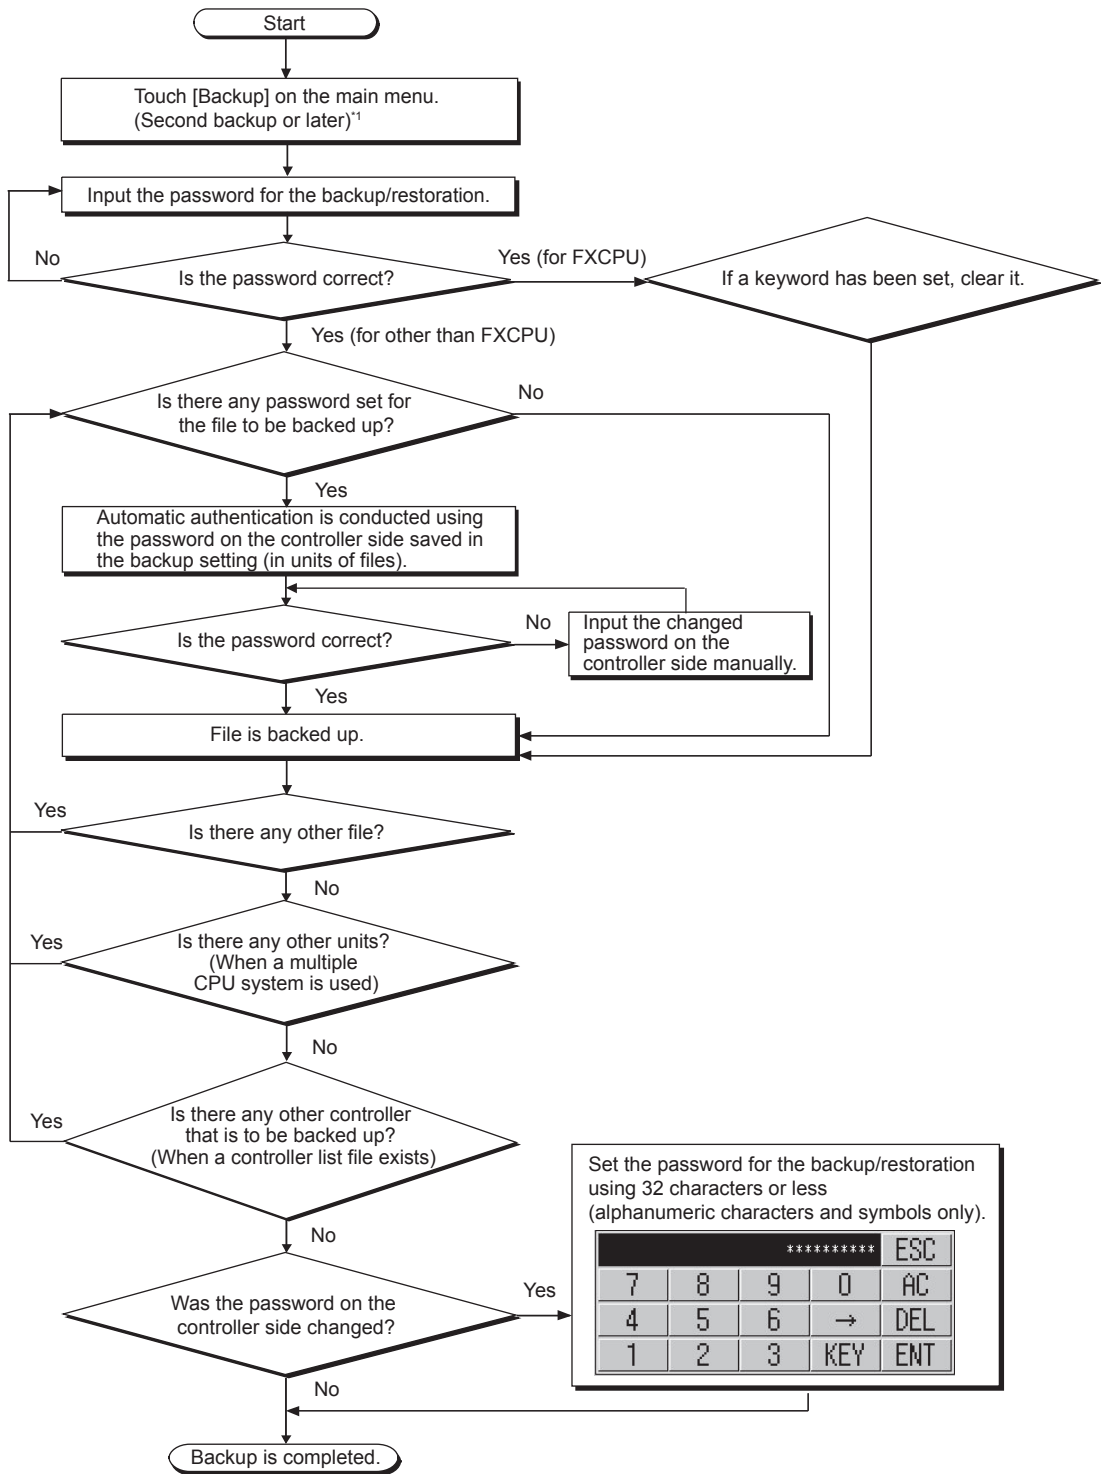 Start
Touch [Backup] on the main menu.
(Second backup or later)*1
Input the password for the backup/restoration.
No
Is the password correct?
Yes (for FXCPU)
If a keyword has been set, clear it.
Yes (for other than FXCPU)
Is there any password set for
the file to be backed up?
No
Yes
Automatic authentication is conducted using
the password on the controller side saved in
the backup setting (in units of files).
Is the password correct?
No
Input the changed
password on the
controller side manually.
Yes
File is backed up.
Yes
Is there any other file?
No
Yes
Is there any other units?
(When a multiple
CPU system is used)
No
Yes
Is there any other controller
that is to be backed up?
(When a controller list file exists)
No
Was the password on the
controller side changed?
Yes
Set the password for the backup/restoration
using 32 characters or less
(alphanumeric characters and symbols only).
********** ESC
7 8 9 0 AC
4 5 6 → DEL
1 2 3 KEY ENT
No
Backup is completed.